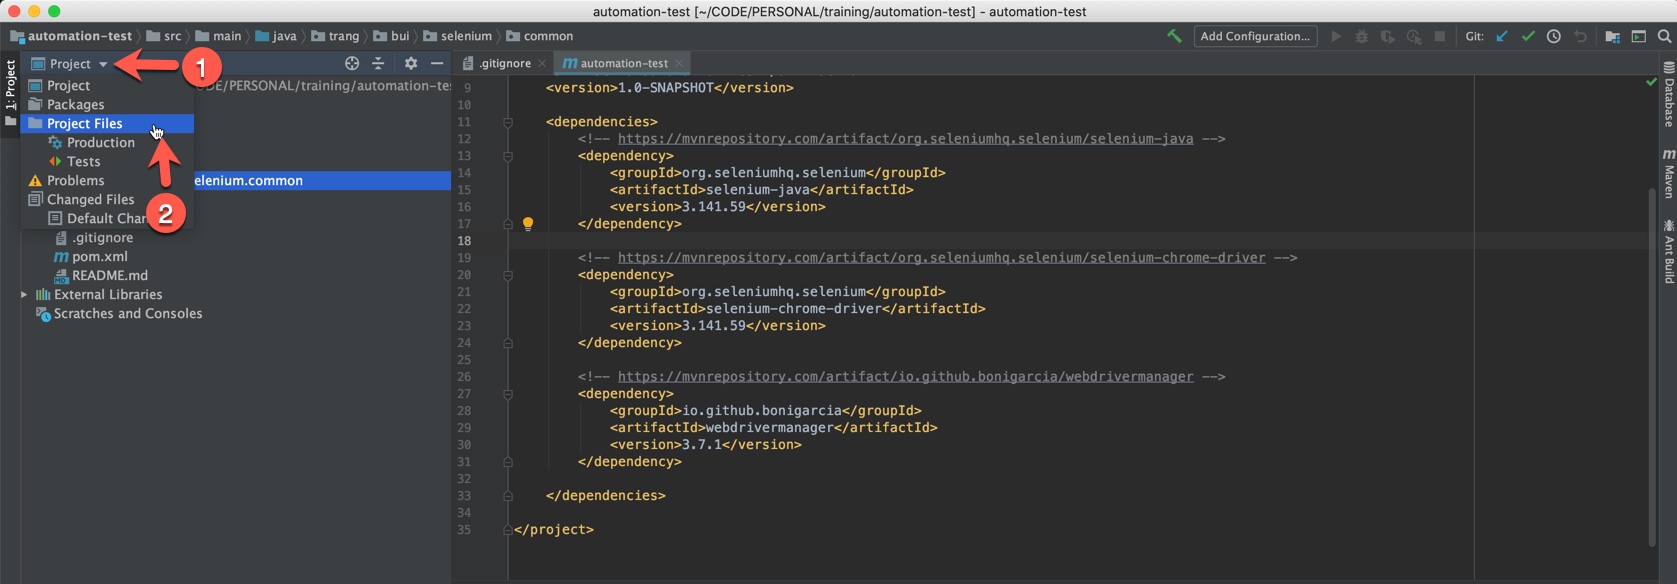 automation-test [~/CODE/PERSONAL/training/automation-test] - automation-test
automation-test
src
main
java
trang
bui
selenium
common
Add Configuration...
Git:
1: Project
Project
1
.gitignore
automation-test
Project
DE/PERSONAL/training/automation-te
Packages
Project Files
Production
Tests
Problems
elenium.common
Changed Files
Default Chan
2
.gitignore
pom.xml
README.md
External Libraries
Scratches and Consoles
9 <version>1.0-SNAPSHOT</version>
10
11 <dependencies>
12 <!-- https://mvnrepository.com/artifact/org.seleniumhq.selenium/selenium-java -->
13 <dependency>
14 <groupId>org.seleniumhq.selenium</groupId>
15 <artifactId>selenium-java</artifactId>
16 <version>3.141.59</version>
17 </dependency>
18
19 <!-- https://mvnrepository.com/artifact/org.seleniumhq.selenium/selenium-chrome-driver -->
20 <dependency>
21 <groupId>org.seleniumhq.selenium</groupId>
22 <artifactId>selenium-chrome-driver</artifactId>
23 <version>3.141.59</version>
24 </dependency>
25
26 <!-- https://mvnrepository.com/artifact/io.github.bonigarcia/webdrivermanager -->
27 <dependency>
28 <groupId>io.github.bonigarcia</groupId>
29 <artifactId>webdrivermanager</artifactId>
30 <version>3.7.1</version>
31 </dependency>
32
33 </dependencies>
34
35 </project>
Database
Maven
Ant Build